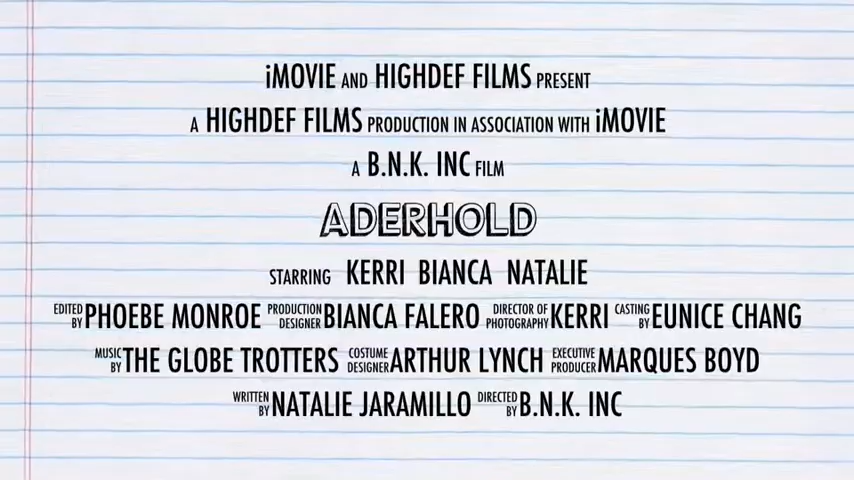 iMOVIE AND HIGHDEF FILMS PRESENT
A HIGHDEF FILMS PRODUCTION IN ASSOCIATION WITH iMOVIE
A B.N.K. INC FILM
ADERHOLD
STARRING KERRI BIANCA NATALIE
EDITED BY PHOEBE MONROE PRODUCTION DESIGNER BIANCA FALERO DIRECTOR OF PHOTOGRAPHY KERRI CASTING BY EUNICE CHANG
MUSIC BY THE GLOBE TROTTERS COSTUME DESIGNER ARTHUR LYNCH EXECUTIVE PRODUCER MARQUES BOYD
WRITTEN BY NATALIE JARAMILLO DIRECTED BY B.N.K. INC